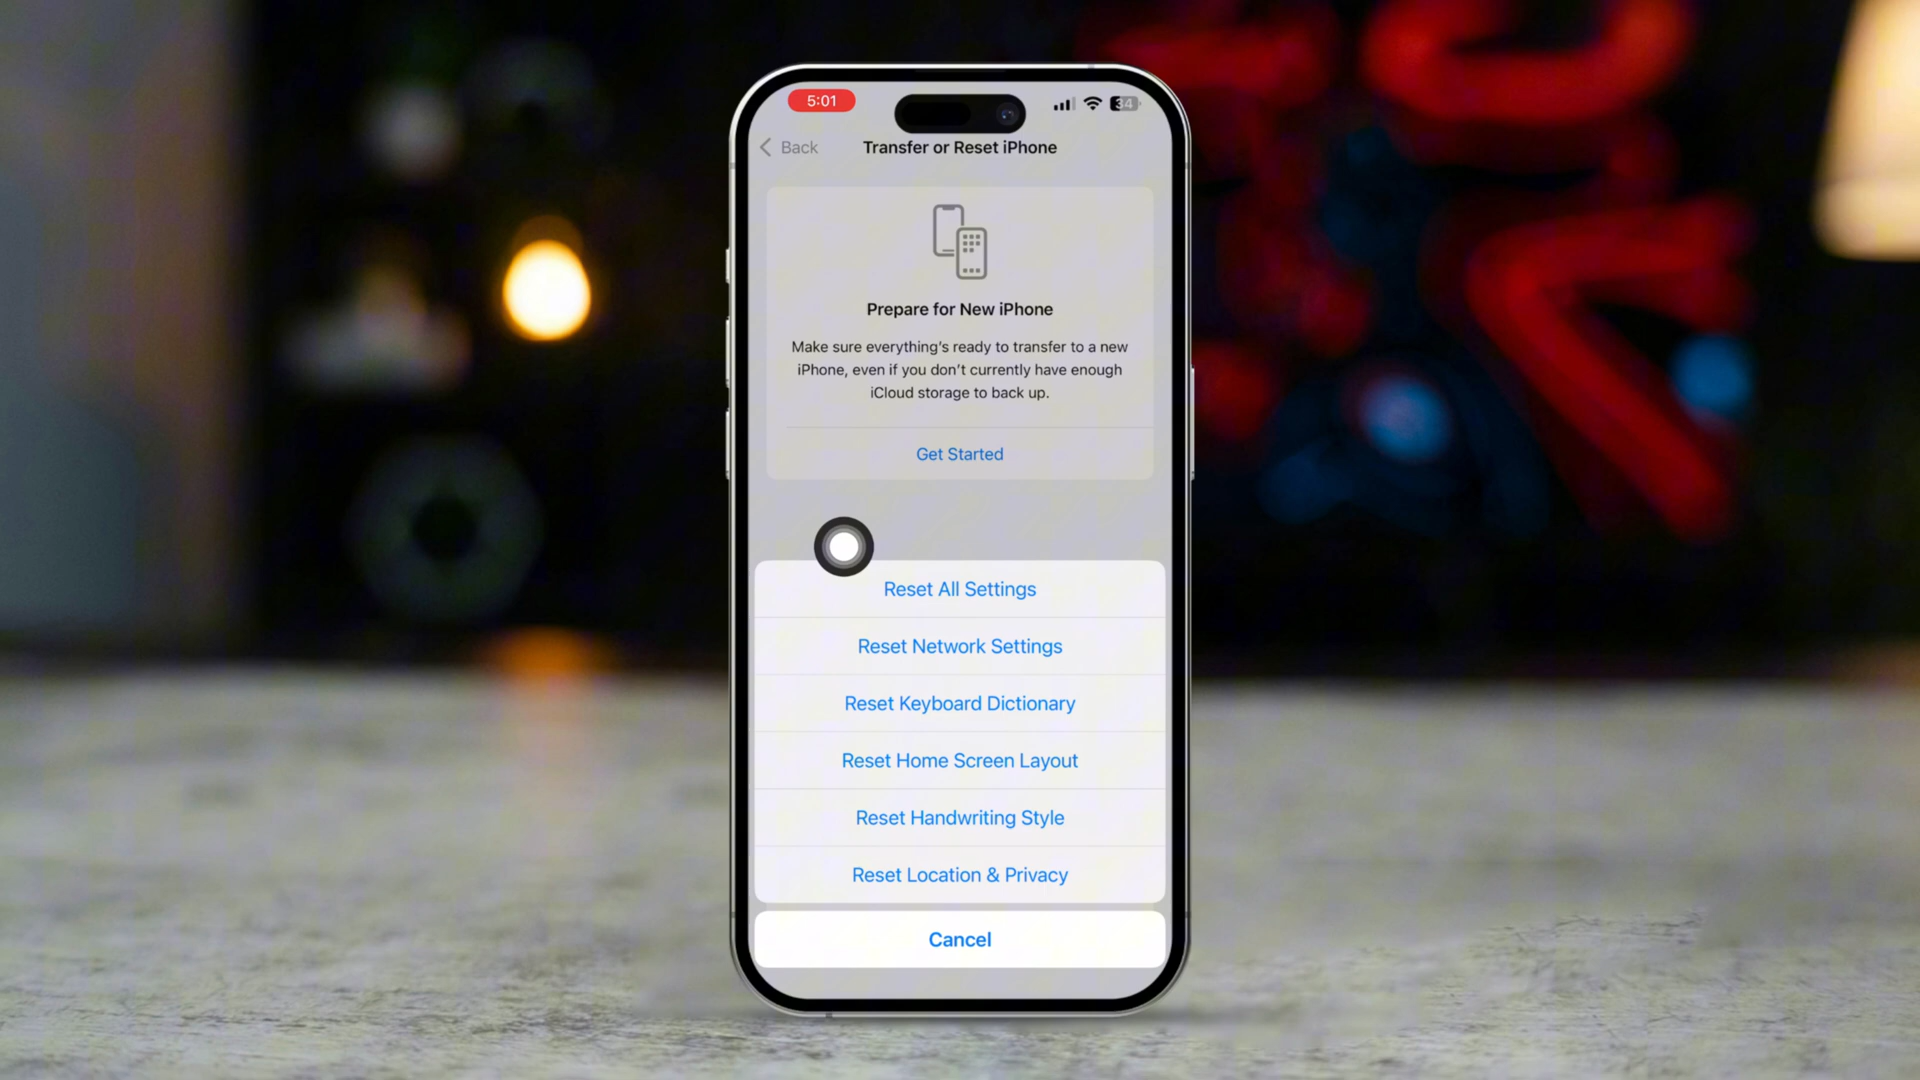 5:01
34
Back
Transfer or Reset iPhone
Prepare for New iPhone
Make sure everything's ready to transfer to a new
iPhone, even if you don't currently have enough
iCloud storage to back up.
Get Started
Reset All Settings
Reset Network Settings
Reset Keyboard Dictionary
Reset Home Screen Layout
Reset Handwriting Style
Reset Location & Privacy
Cancel